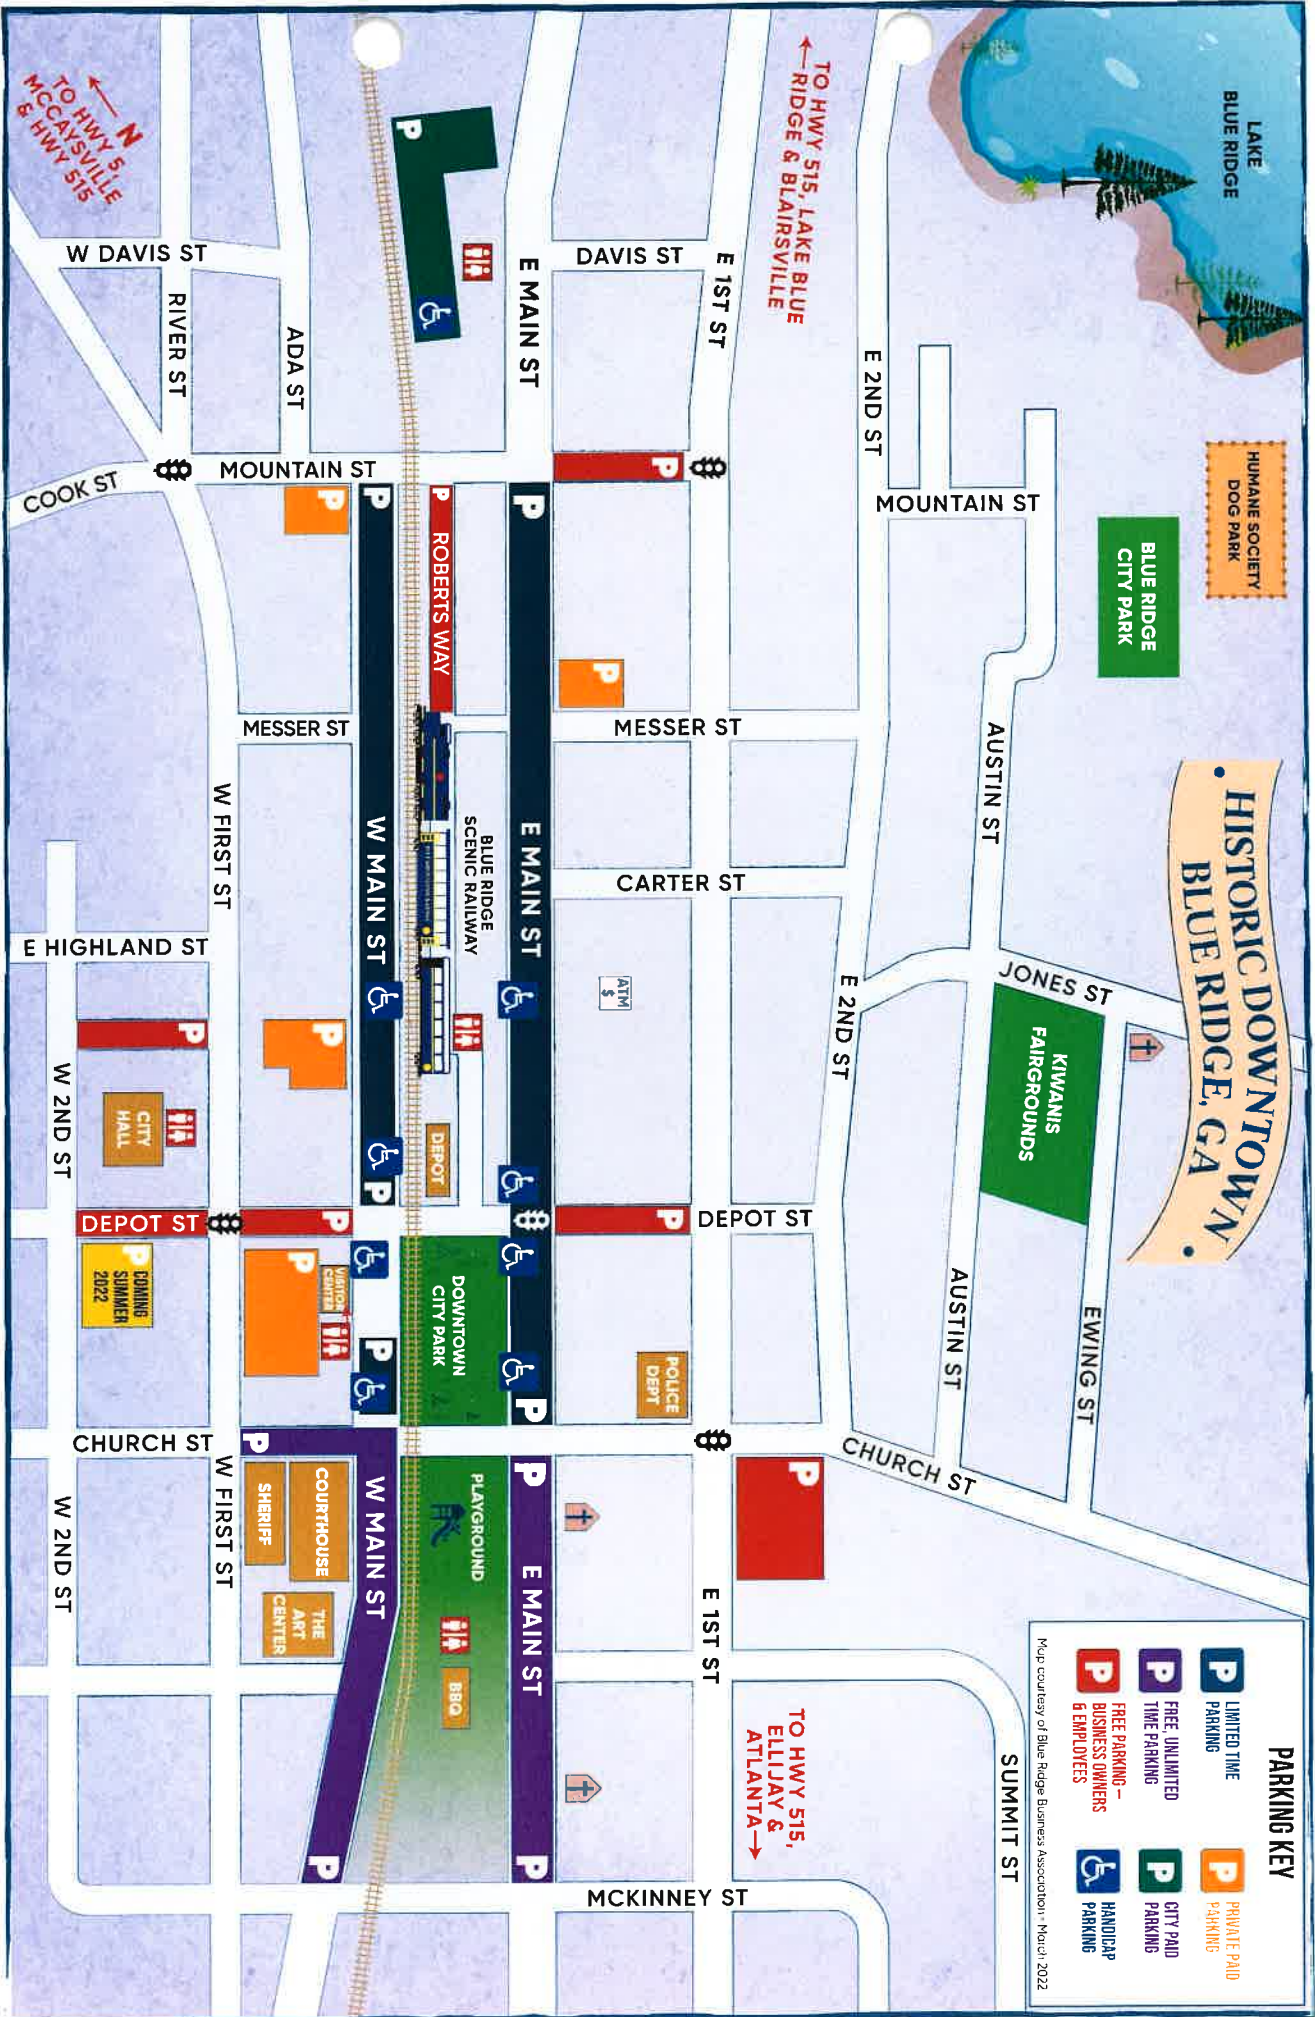 HISTORIC DOWNTOWN
BLUE RIDGE, GA
LAKE
BLUE RIDGE
HUMANE SOCIETY
DOG PARK
BLUE RIDGE
CITY PARK
TO HWY 515, LAKE BLUE
RIDGE & BLAIRSVILLE
E 2ND ST
MOUNTAIN ST
AUSTIN ST
JONES ST
KIWANIS
FAIRGROUNDS
E 2ND ST
AUSTIN ST
EWING ST
CHURCH ST
PARKING KEY
P
LIMITED TIME
PARKING
P
PRIVATE PAID
PARKING
P
FREE, UNLIMITED
TIME PARKING
P
CITY PAID
PARKING
P
FREE PARKING –
BUSINESS OWNERS
& EMPLOYEES
HANDICAP
PARKING
Map courtesy of Blue Ridge Business Association • March 2022
SUMMIT ST
TO HWY 515,
ELLIJAY &
ATLANTA
E 1ST ST
DAVIS ST
P
P
MESSER ST
CARTER ST
ATM
$
P
DEPOT ST
POLICE
DEPT
P
E 1ST ST
MCKINNEY ST
E MAIN ST
P
E MAIN ST
P
P
E MAIN ST
P
P
P
ROBERTS WAY
BLUE RIDGE
SCENIC RAILWAY
DEPOT
DOWNTOWN
CITY PARK
PLAYGROUND
BBQ
MOUNTAIN ST
P
W MAIN ST
P
P
W MAIN ST
P
ADA ST
P
MESSER ST
P
P
P
VISITOR
CENTER
P
COURTHOUSE
SHERIFF
THE
ART
CENTER
N
TO HWY 5,
MCCAYSVILLE
& HWY 515
W DAVIS ST
RIVER ST
COOK ST
W FIRST ST
W FIRST ST
E HIGHLAND ST
P
CITY
HALL
DEPOT ST
P
COMING
SUMMER
2022
CHURCH ST
W 2ND ST
W 2ND ST